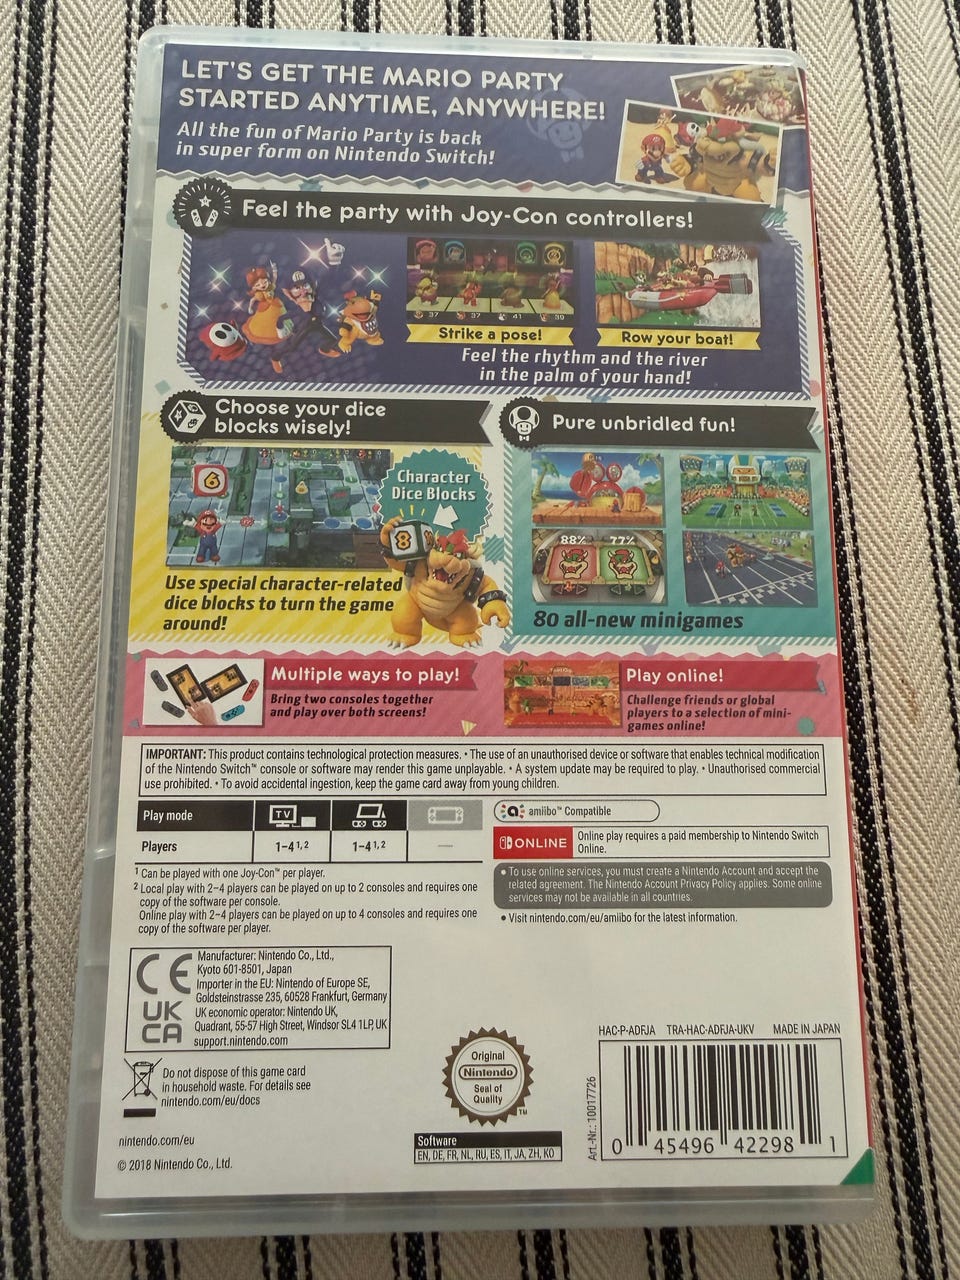 LET'S GET THE MARIO PARTY
STARTED ANYTIME, ANYWHERE!
All the fun of Mario Party is back
in super form on Nintendo Switch!
Feel the party with Joy-Con controllers!
37
37
41
39
Strike a pose!
Row your boat!
Feel the rhythm and the river
in the palm of your hand!
Choose your dice
blocks wisely!
6
Character
Dice Blocks
8
Use special character-related
dice blocks to turn the game
around!
Pure unbridled fun!
88%
77%
80 all-new minigames
Multiple ways to play!
Bring two consoles together
and play over both screens!
Play online!
Challenge friends or global
players to a selection of mini-
games online!
IMPORTANT: This product contains technological protection measures. • The use of an unauthorised device or software that enables technical modification
of the Nintendo Switch™ console or software may render this game unplayable. • A system update may be required to play. • Unauthorised commercial
use prohibited. • To avoid accidental ingestion, keep the game card away from young children.
Play mode
TV
Players
1-4 1, 2
1-4 1, 2
—
1 Can be played with one Joy-Con™ per player.
2 Local play with 2-4 players can be played on up to 2 consoles and requires one
copy of the software per console.
Online play with 2-4 players can be played on up to 4 consoles and requires one
copy of the software per player.
amiibo™ Compatible
ONLINE
Online play requires a paid membership to Nintendo Switch
Online.
• To use online services, you must create a Nintendo Account and accept the
related agreement. The Nintendo Account Privacy Policy applies. Some online
services may not be available in all countries.
• Visit nintendo.com/eu/amiibo for the latest information.
CE
UK
CA
Manufacturer: Nintendo Co., Ltd.,
Kyoto 601-8501, Japan
Importer in the EU: Nintendo of Europe SE,
Goldsteinstrasse 235, 60528 Frankfurt, Germany
UK economic operator: Nintendo UK,
Quadrant, 55-57 High Street, Windsor SL4 1LP, UK
support.nintendo.com
Do not dispose of this game card
in household waste. For details see
nintendo.com/eu/docs
nintendo.com/eu
© 2018 Nintendo Co., Ltd.
Original
Nintendo
Seal of
Quality
TM
Software
EN, DE, FR, NL, RU, ES, IT, JA, ZH, KO
HAC-P-ADFJA TRA-HAC-ADFJA-UKV MADE IN JAPAN
Art.-Nr.: 10017726
0 45496 42298 1